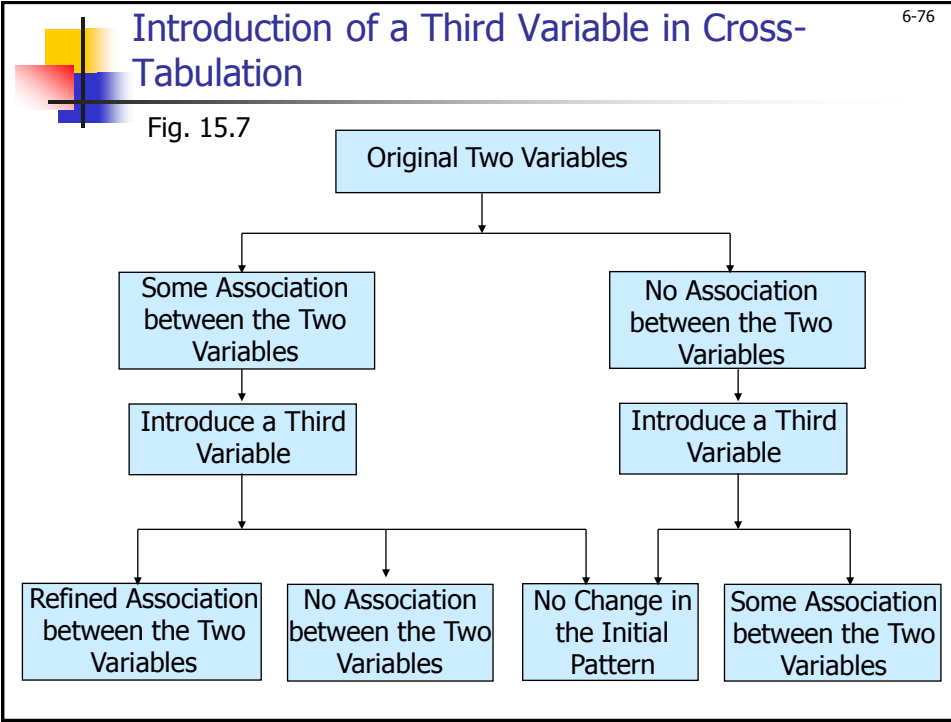 Introduction of a Third Variable in Cross-
Tabulation
6-76
Fig. 15.7
Original Two Variables
Some Association
between the Two
Variables
No Association
between the Two
Variables
Introduce a Third
Variable
Introduce a Third
Variable
Refined Association
between the Two
Variables
No Association
between the Two
Variables
No Change in
the Initial
Pattern
Some Association
between the Two
Variables